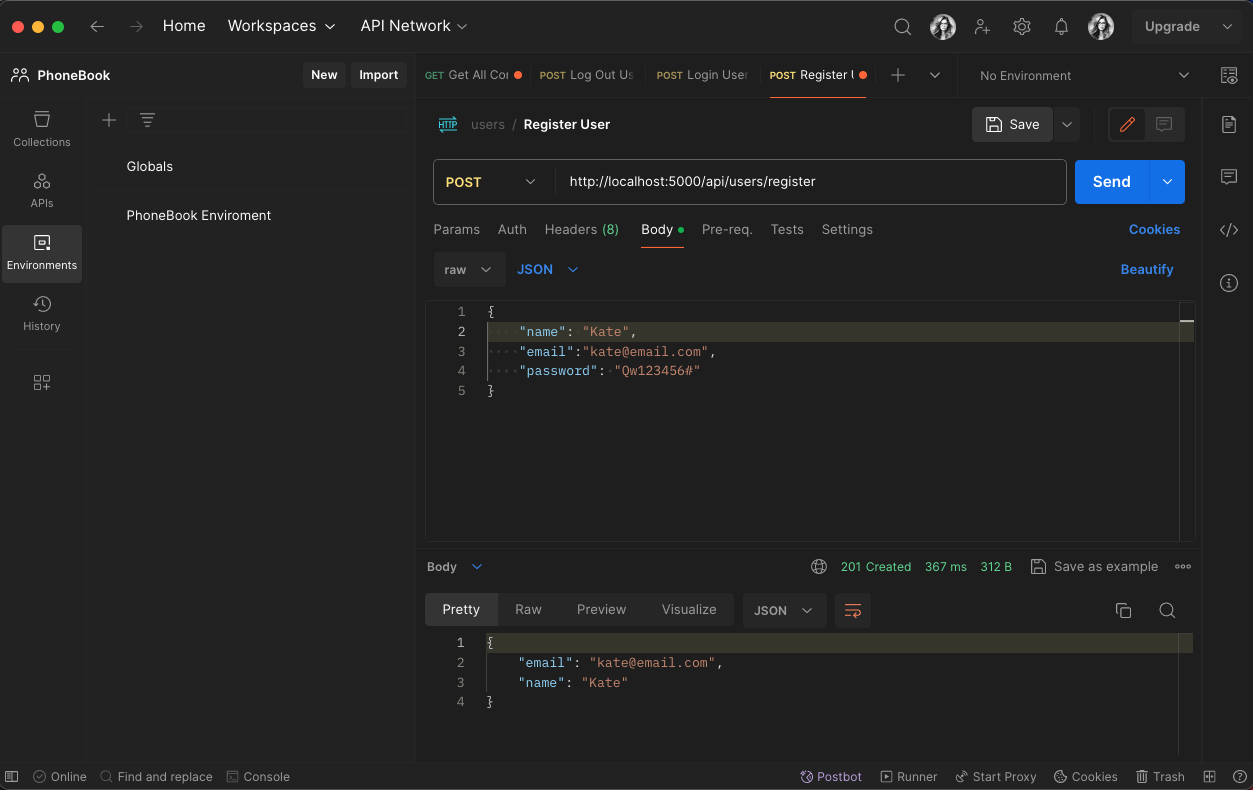 Home Workspaces API Network Upgrade
PhoneBook New Import
GET Get All Co POST Log Out Us POST Login User POST Register No Environment
Collections
APIs
Environments
History
Globals
PhoneBook Enviroment
HTTP users / Register User Save
POST http://localhost:5000/api/users/register Send
Params Auth Headers (8) Body Pre-req. Tests Settings Cookies
raw JSON Beautify
1 {
2 "name": "Kate",
3 "email":"kate@email.com",
4 "password": "Qw123456#"
5 }
Body 201 Created 367 ms 312 B Save as example
Pretty Raw Preview Visualize JSON
1 {
2 "email": "kate@email.com",
3 "name": "Kate"
4 }
Online Find and replace Console Postbot Runner Start Proxy Cookies Trash